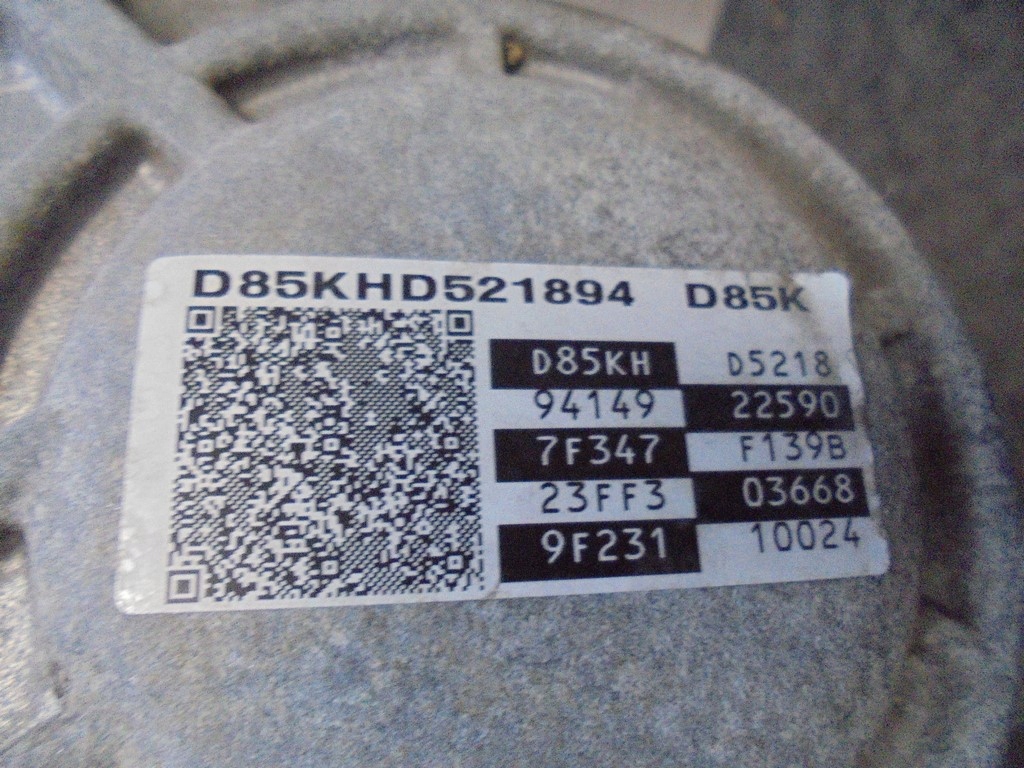 D85KHD521894 D85K
D85KH D5218
94149 22590
7F347 F139B
23FF3 03668
9F231 10024